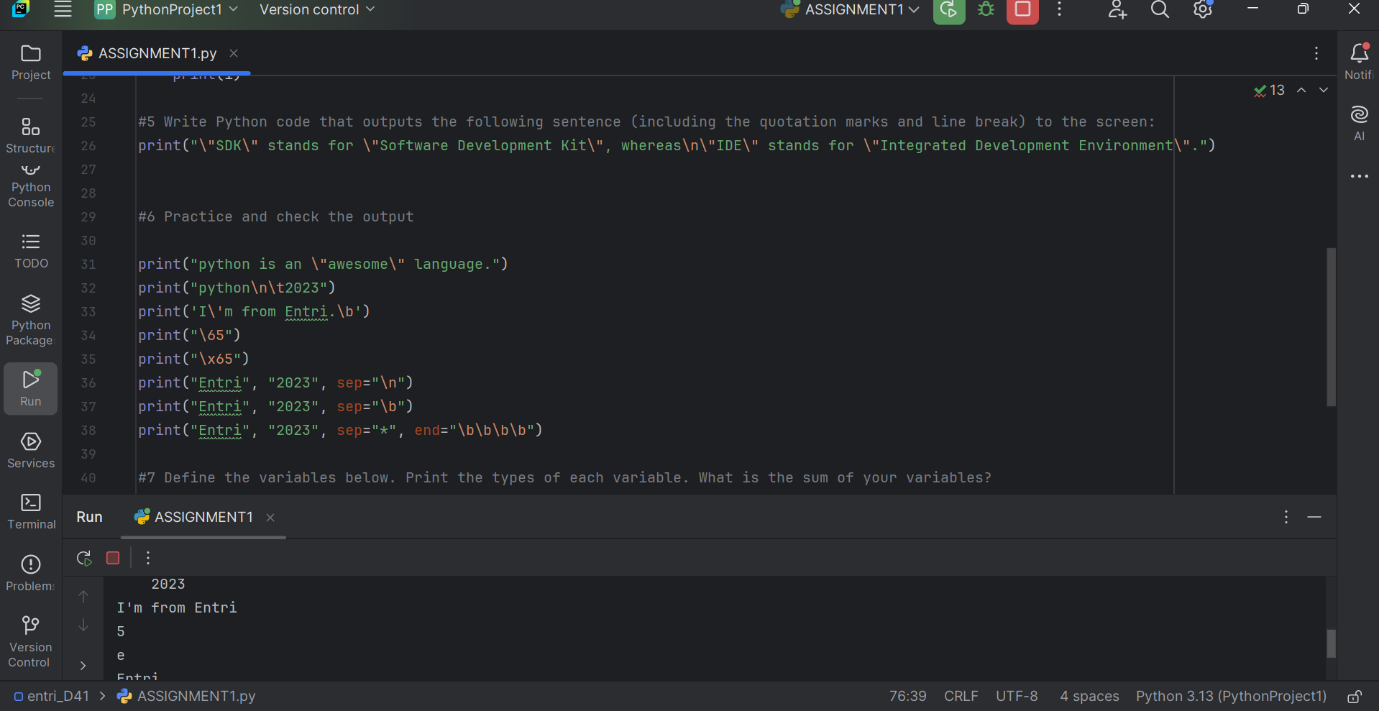 PC
PP PythonProject1
Version control
ASSIGNMENT1
Project
ASSIGNMENT1.py
Notif
13
24
25 #5 Write Python code that outputs the following sentence (including the quotation marks and line break) to the screen:
26 print("\"SDK\" stands for \"Software Development Kit\", whereas\n\"IDE\" stands for \"Integrated Development Environment\".")
27
28
29 #6 Practice and check the output
30
31 print("python is an \"awesome\" language.")
32 print("python\n\t2023")
33 print('I\'m from Entri.\b')
34 print("\65")
35 print("\x65")
36 print("Entri", "2023", sep="\n")
37 print("Entri", "2023", sep="\b")
38 print("Entri", "2023", sep="*", end="\b\b\b\b")
39
40 #7 Define the variables below. Print the types of each variable. What is the sum of your variables?
AI
Structure
Python
Console
TODO
Python
Package
Run
Services
Terminal
Problem
Version
Control
Run
ASSIGNMENT1
2023
I'm from Entri
5
e
Entri
entri_D41
ASSIGNMENT1.py
76:39
CRLF
UTF-8
4 spaces
Python 3.13 (PythonProject1)